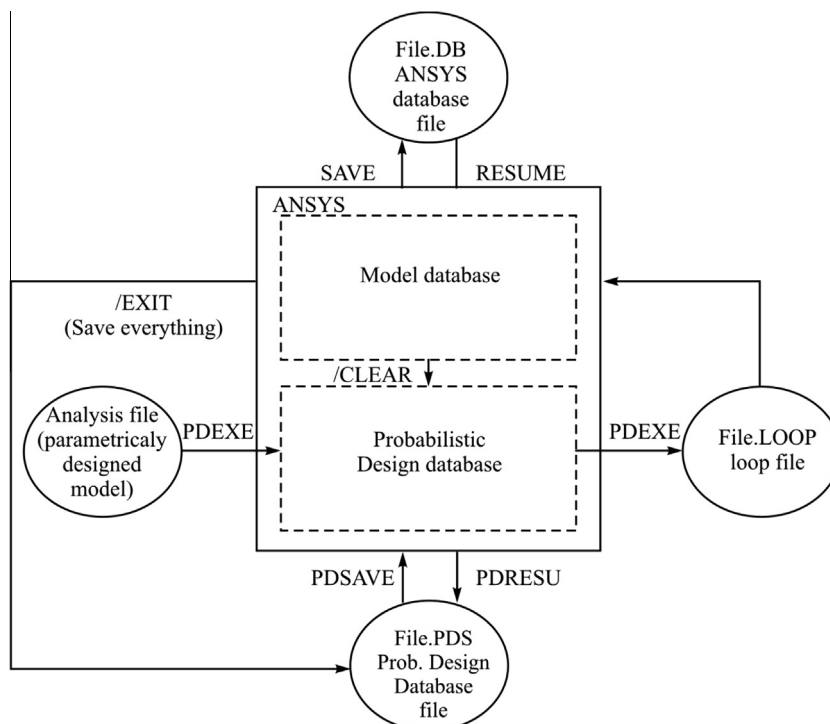 File.DB
ANSYS
database
file
SAVE
RESUME
ANSYS
Model database
/EXIT
(Save everything)
/CLEAR
Analysis file
(parametricaly
designed
model)
PDEXE
Probabilistic
Design database
PDEXE
File.LOOP
loop file
PDSAVE
PDRESU
File.PDS
Prob. Design
Database
file